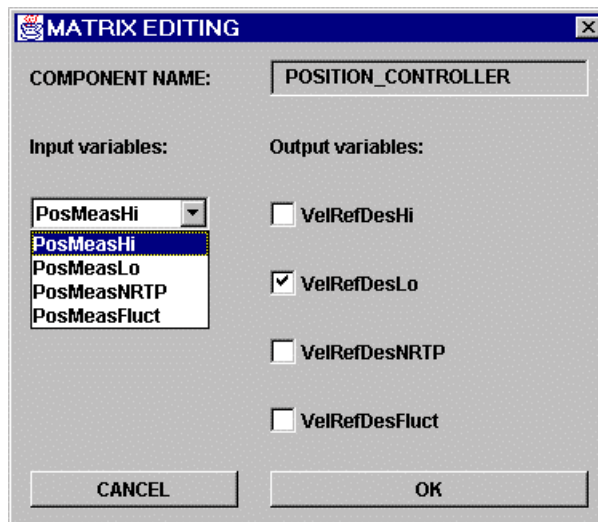 MATRIX EDITING
COMPONENT NAME: POSITION_CONTROLLER
Input variables: Output variables:
PosMeasHi
PosMeasHi
PosMeasLo
PosMeasNRTP
PosMeasFluct
VelRefDesHi
VelRefDesLo
VelRefDesNRTP
VelRefDesFluct
CANCEL OK